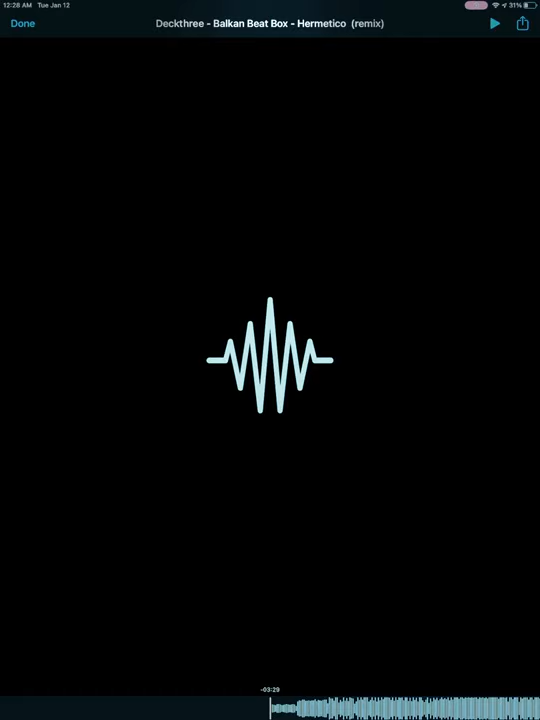 12:28 AM Tue Jan 12
31%
Done
Deckthree - Balkan Beat Box - Hermetico (remix)
-03:29